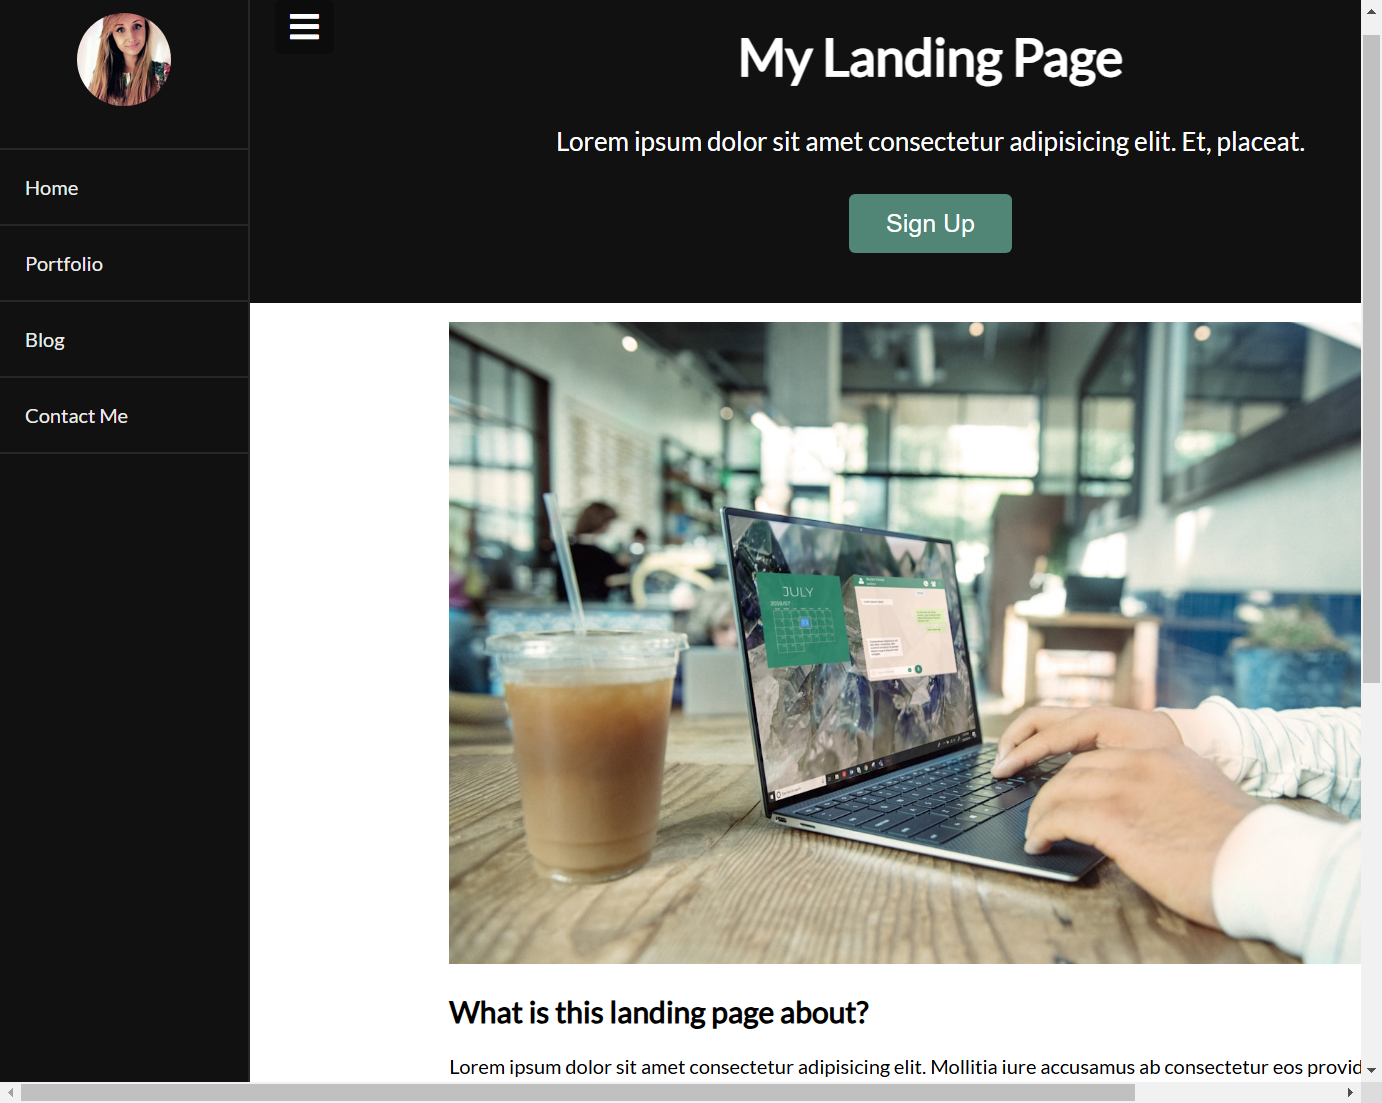 My Landing Page
Lorem ipsum dolor sit amet consectetur adipisicing elit. Et, placeat.
Sign Up
Home
Portfolio
Blog
Contact Me
JULY
What is this landing page about?
Lorem ipsum dolor sit amet consectetur adipisicing elit. Mollitia iure accusamus ab consectetur eos provid